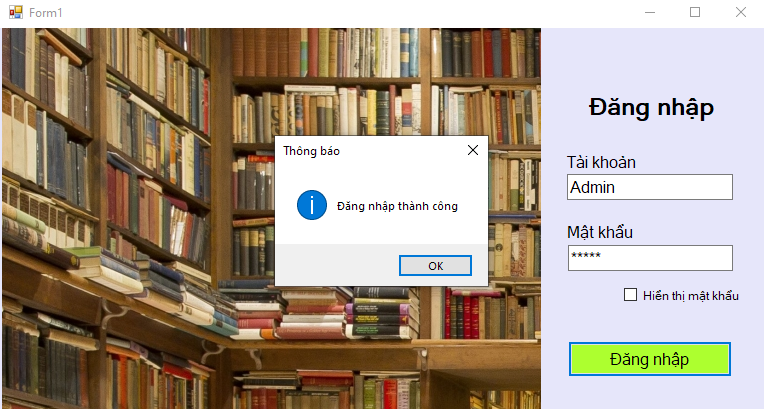 Form1
Đăng nhập
Thông báo
Đăng nhập thành công
OK
Tài khoản
Admin
Mật khẩu
*****
Hiển thị mật khẩu
Đăng nhập